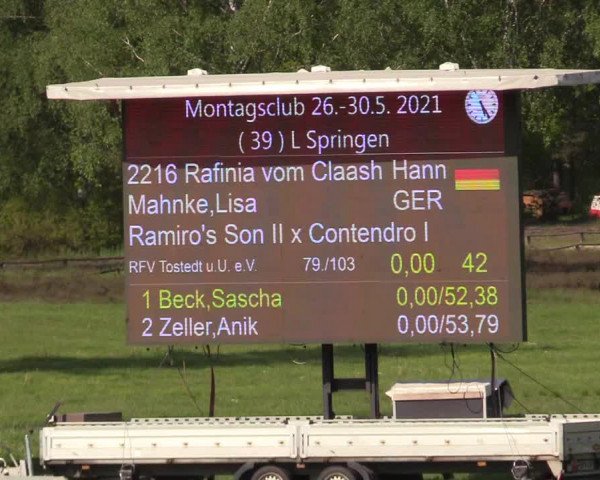 Montagsclub 26.-30.5. 2021
( 39 ) L Springen
2216 Rafinia vom Claash Hann
Mahnke,Lisa GER
Ramiro's Son II x Contendro I
RFV Tostedt u.U. e.V. 79./103 0,00 42
1 Beck,Sascha 0,00/52,38
2 Zeller,Anik 0,00/53,79